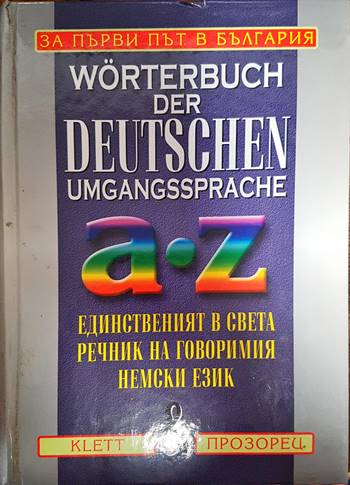 ЗА ПЪРВИ ПЪТ В БЪЛГАРИЯ
WÖRTERBUCH
DER
DEUTSCHEN
UMGANGSSPRACHE
a·z
ЕДИНСТВЕНИЯТ В СВЕТА
РЕЧНИК НА ГОВОРИМИЯ
НЕМСКИ ЕЗИК
KLETT ПРОЗОРЕЦ